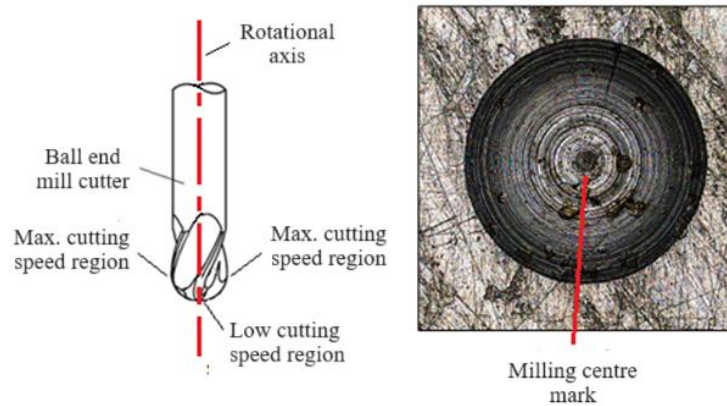 Rotational
axis
Ball end
mill cutter
Max. cutting
speed region
Max. cutting
speed region
Low cutting
speed region
Milling centre
mark